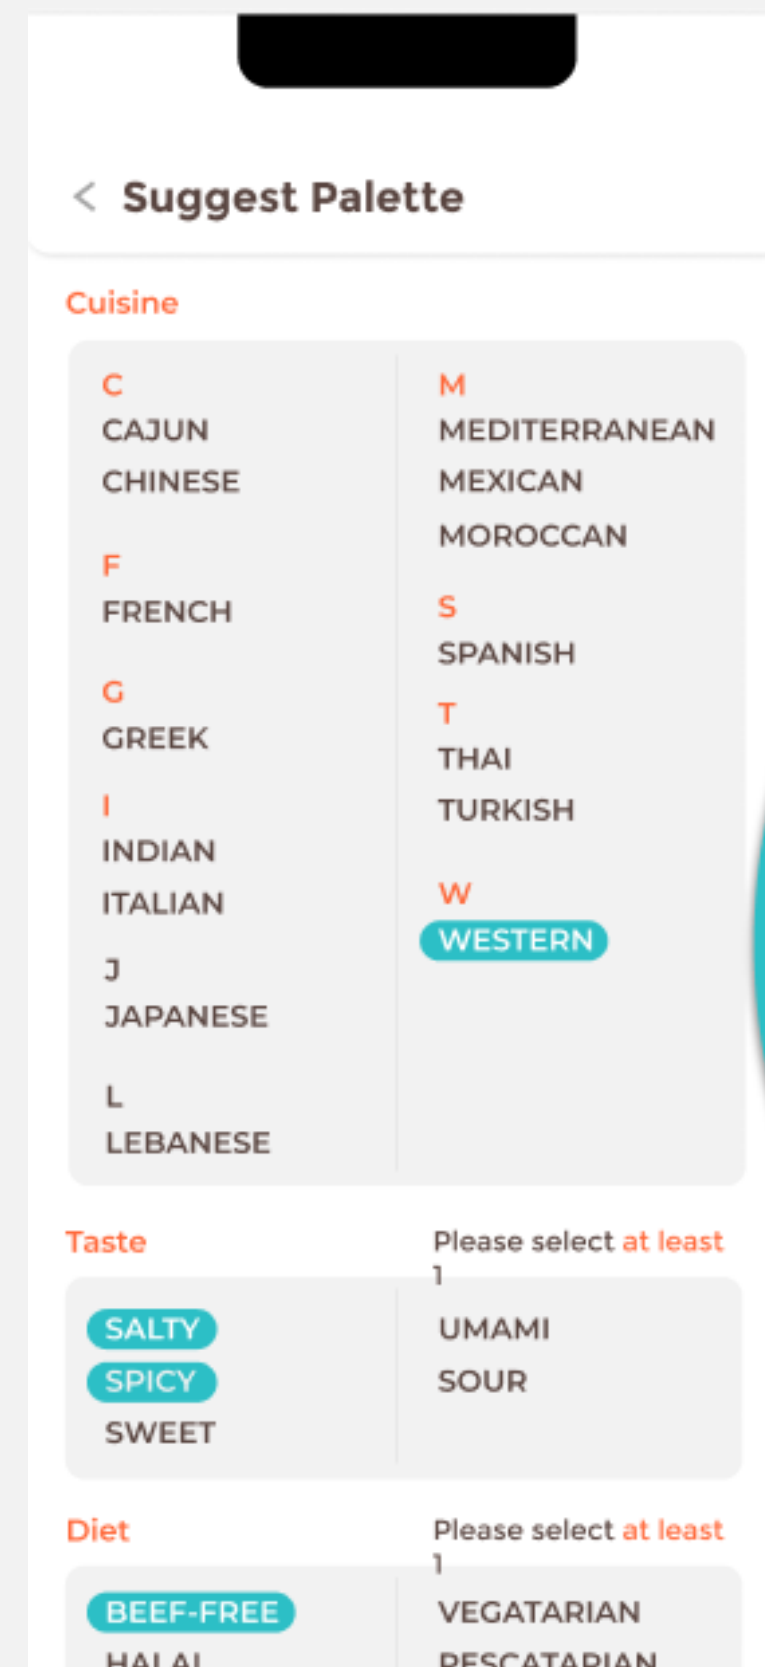 < Suggest Palette
Cuisine
C
CAJUN
CHINESE
F
FRENCH
G
GREEK
I
INDIAN
ITALIAN
J
JAPANESE
L
LEBANESE
M
MEDITERRANEAN
MEXICAN
MOROCCAN
S
SPANISH
T
THAI
TURKISH
W
WESTERN
Taste
Please select at least
1
SALTY
SPICY
SWEET
UMAMI
SOUR
Diet
Please select at least
1
BEEF-FREE
HALAL
VEGATARIAN
PESCATARIAN